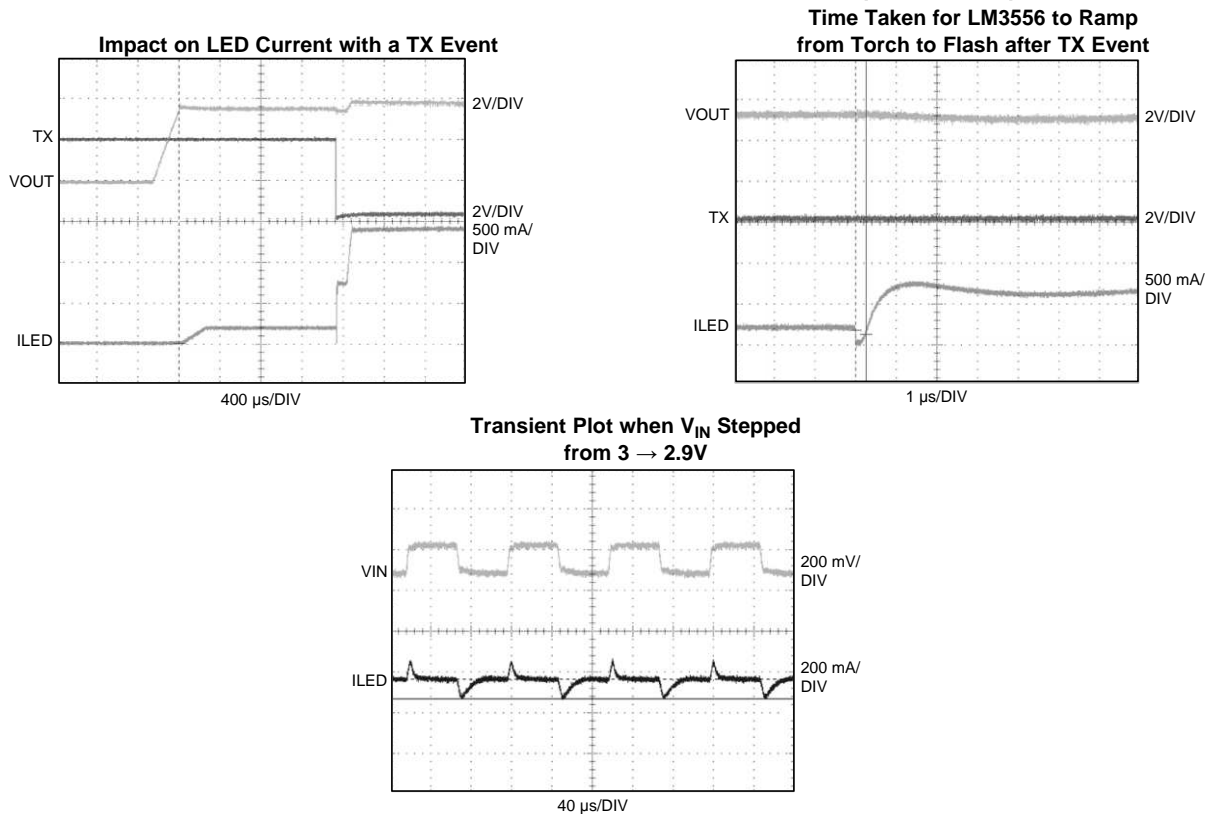 Impact on LED Current with a TX Event
TX
VOUT
ILED
2V/DIV
2V/DIV
500 mA/
DIV
400 µs/DIV
Time Taken for LM3556 to Ramp
from Torch to Flash after TX Event
VOUT
TX
ILED
2V/DIV
2V/DIV
500 mA/
DIV
1 µs/DIV
Transient Plot when VIN Stepped
from 3 → 2.9V
VIN
ILED
200 mV/
DIV
200 mA/
DIV
40 µs/DIV